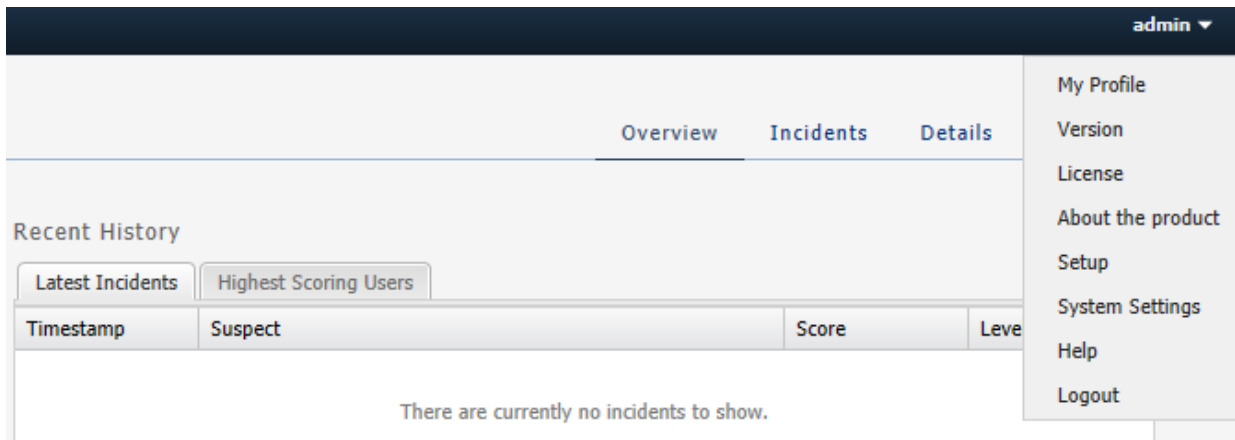 admin
My Profile
Overview Incidents Details
Version
License
Recent History
About the product
Latest Incidents Highest Scoring Users
Setup
Timestamp Suspect Score Leve
System Settings
Help
There are currently no incidents to show.
Logout